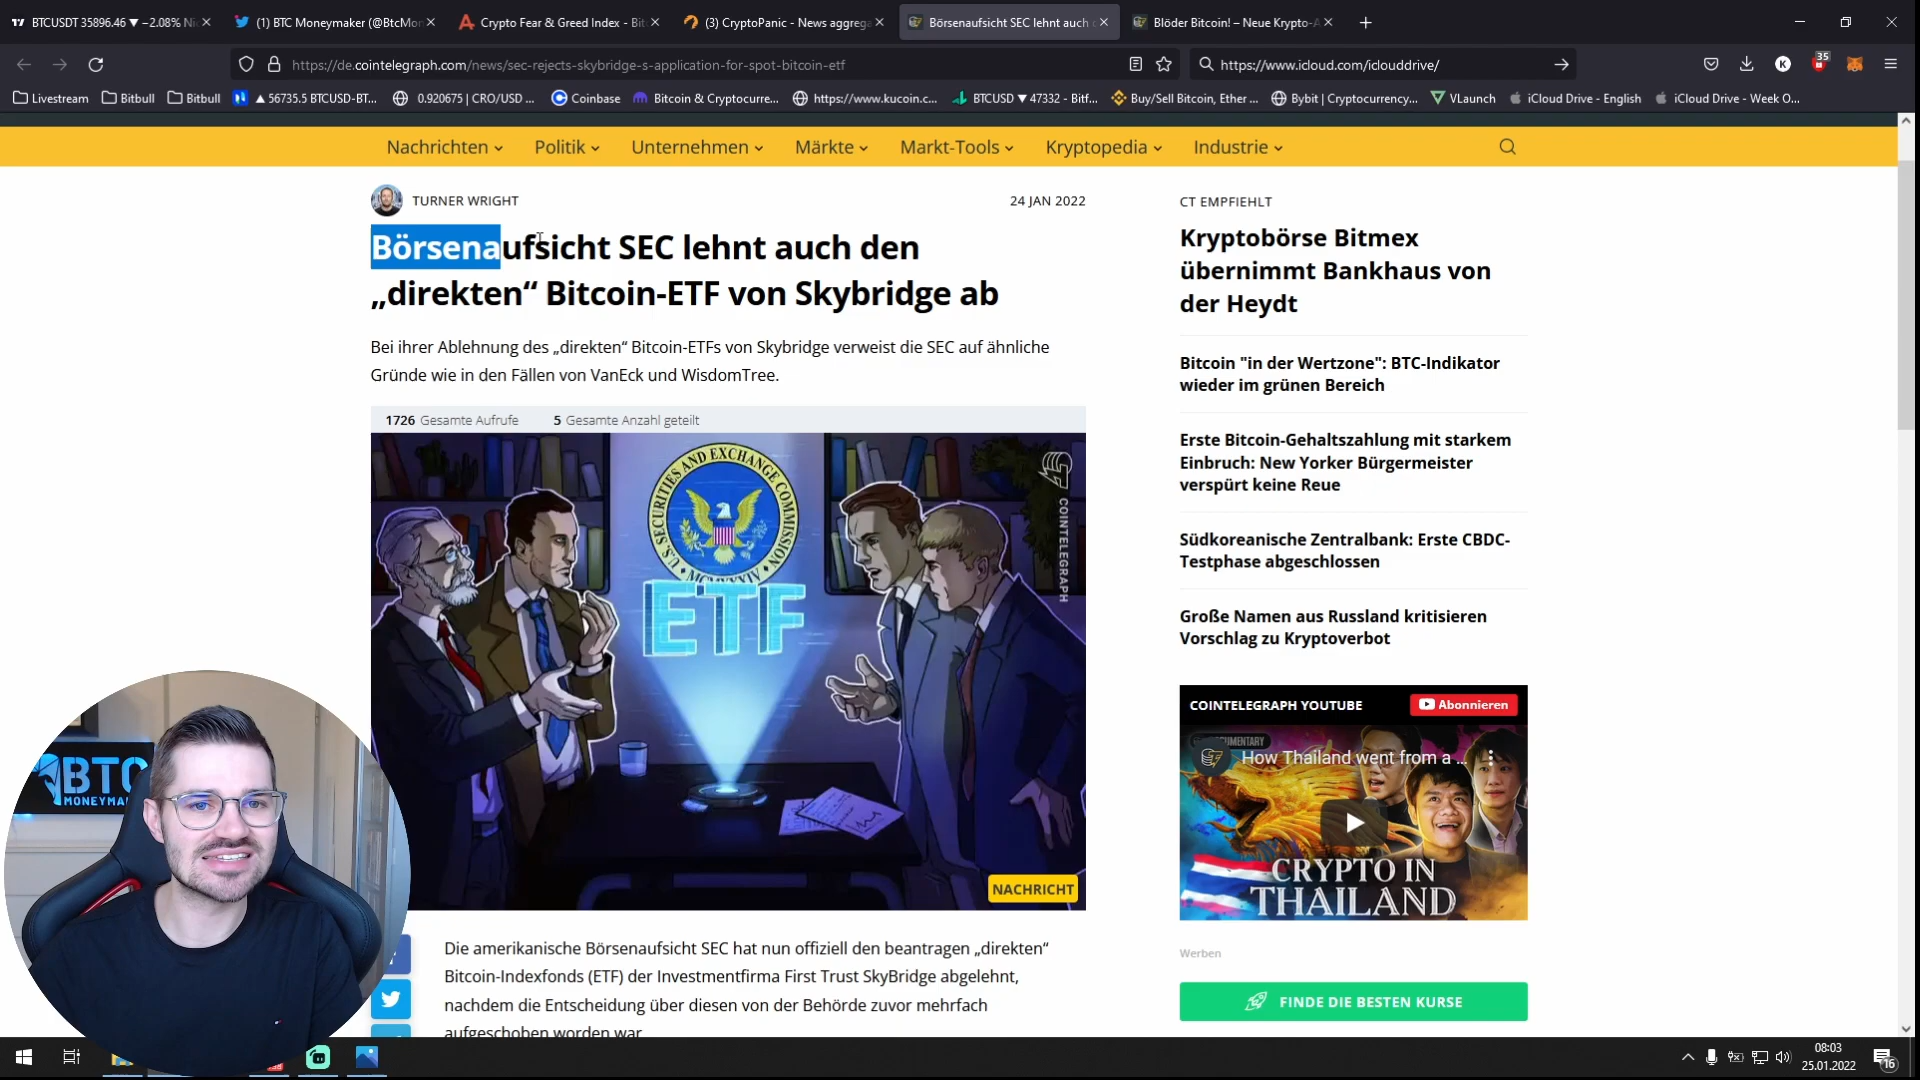 BTCUSDT 35896.46 ▼ −2.08% Ni
(1) BTC Moneymaker (@BtcMon
Crypto Fear & Greed Index - Bit
(3) CryptoPanic - News aggrega
Börsenaufsicht SEC lehnt auch d
Blöder Bitcoin! – Neue Krypto-A
https://de.cointelegraph.com/news/sec-rejects-skybridge-s-application-for-spot-bitcoin-etf
https://www.icloud.com/iclouddrive/
35
Livestream
Bitbull
Bitbull
▲ 56735.5 BTCUSD-BT...
0.920675 | CRO/USD ...
Coinbase
Bitcoin & Cryptocurre...
https://www.kucoin.c...
BTCUSD ▼ 47332 - Bitf...
Buy/Sell Bitcoin, Ether ...
Bybit | Cryptocurrency...
VLaunch
iCloud Drive - English
iCloud Drive - Week O...
Nachrichten
Politik
Unternehmen
Märkte
Markt-Tools
Kryptopedia
Industrie
TURNER WRIGHT
24 JAN 2022
Börsenaufsicht SEC lehnt auch den
„direkten“ Bitcoin-ETF von Skybridge ab
Bei ihrer Ablehnung des „direkten“ Bitcoin-ETFs von Skybridge verweist die SEC auf ähnliche
Gründe wie in den Fällen von VanEck und WisdomTree.
1726 Gesamte Aufrufe
5 Gesamte Anzahl geteilt
U.S. SECURITIES AND EXCHANGE COMMISSION
MCMXXXIV
ETF
COINTELEGRAPH
NACHRICHT
Die amerikanische Börsenaufsicht SEC hat nun offiziell den beantragen „direkten“
Bitcoin-Indexfonds (ETF) der Investmentfirma First Trust SkyBridge abgelehnt,
nachdem die Entscheidung über diesen von der Behörde zuvor mehrfach
aufgeschoben worden war
CT EMPFIEHLT
Kryptobörse Bitmex
übernimmt Bankhaus von
der Heydt
Bitcoin "in der Wertzone": BTC-Indikator
wieder im grünen Bereich
Erste Bitcoin-Gehaltszahlung mit starkem
Einbruch: New Yorker Bürgermeister
verspürt keine Reue
Südkoreanische Zentralbank: Erste CBDC-
Testphase abgeschlossen
Große Namen aus Russland kritisieren
Vorschlag zu Kryptoverbot
COINTELEGRAPH YOUTUBE
Abonnieren
How Thailand went from a ...
CRYPTO IN
THAILAND
Werben
FINDE DIE BESTEN KURSE
BTC
MONEYMA
08:03
25.01.2022
16